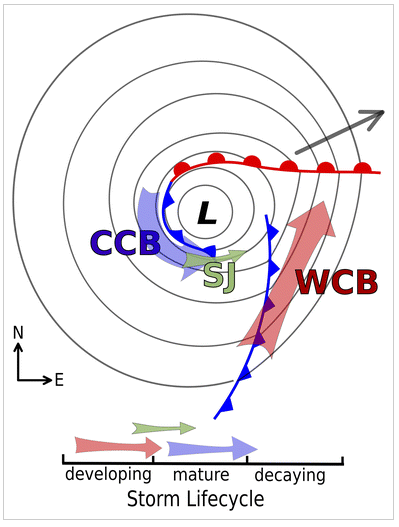 L
CCB
SJ
WCB
N
E
developing mature decaying
Storm Lifecycle